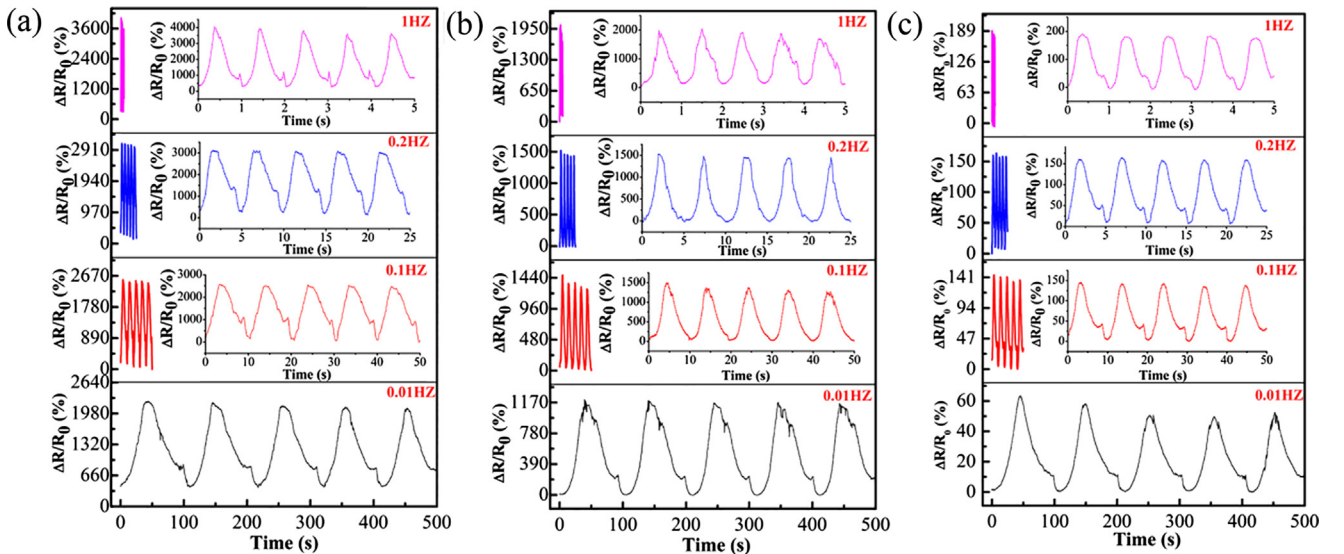 (a)
1HZ
ΔR/R0 (%)
3600
2400
1200
0
ΔR/R0 (%)
4000
3000
2000
1000
0
0 1 2 3 4 5
Time (s)
0.2HZ
ΔR/R0 (%)
2910
1940
970
0
ΔR/R0 (%)
3000
2000
1000
0
0 5 10 15 20 25
Time (s)
0.1HZ
ΔR/R0 (%)
2670
1780
890
0
ΔR/R0 (%)
3000
2000
1000
0
0 10 20 30 40 50
Time (s)
0.01HZ
ΔR/R0 (%)
2640
1980
1320
660
0
0 100 200 300 400 500
Time (s)
(b)
1HZ
ΔR/R0 (%)
1950
1300
650
0
ΔR/R0 (%)
2000
1000
0
0 1 2 3 4 5
Time (s)
0.2HZ
ΔR/R0 (%)
1500
1000
500
0
ΔR/R0 (%)
1500
1000
500
0
0 5 10 15 20 25
Time (s)
0.1HZ
ΔR/R0 (%)
1440
960
480
0
ΔR/R0 (%)
1500
1000
500
0
0 10 20 30 40 50
Time (s)
0.01HZ
ΔR/R0 (%)
1170
780
390
0
0 100 200 300 400 500
Time (s)
(c)
1HZ
ΔR/R0 (%)
189
126
63
0
ΔR/R0 (%)
200
100
0
0 1 2 3 4 5
Time (s)
0.2HZ
ΔR/R0 (%)
150
100
50
0
ΔR/R0 (%)
150
100
50
0
0 5 10 15 20 25
Time (s)
0.1HZ
ΔR/R0 (%)
141
94
47
0
ΔR/R0 (%)
150
100
50
0
0 10 20 30 40 50
Time (s)
0.01HZ
ΔR/R0 (%)
60
40
20
0
0 100 200 300 400 500
Time (s)